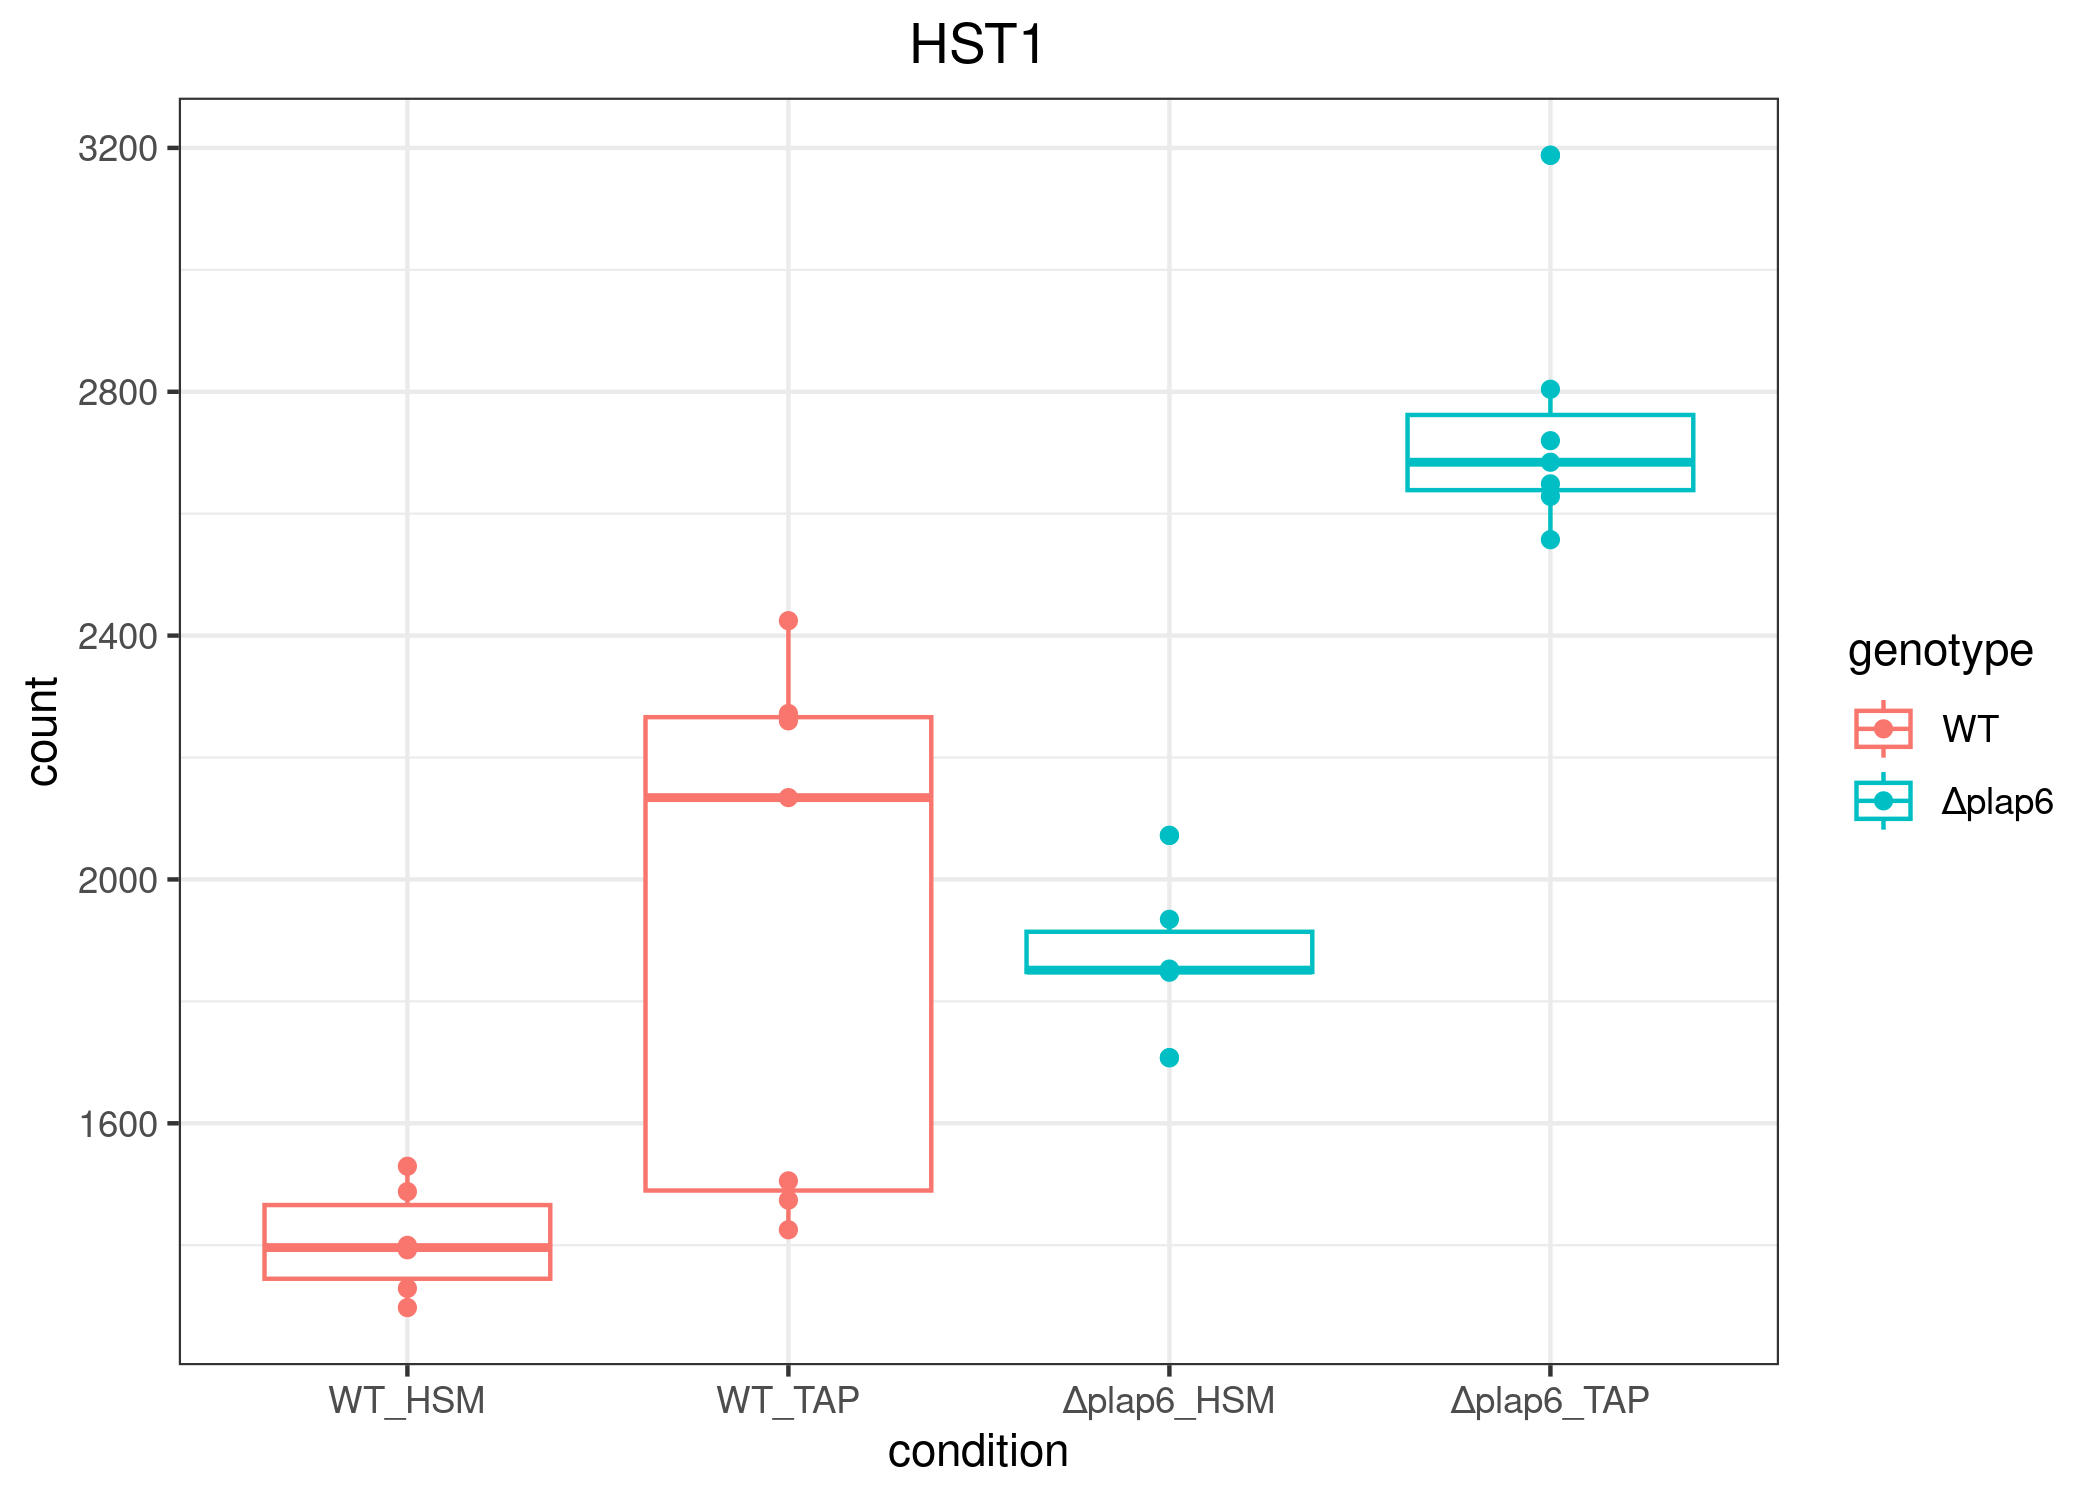 HST1
3200
2800
2400
2000
1600
count
WT_HSM
WT_TAP
Δplap6_HSM
Δplap6_TAP
condition
genotype
WT
Δplap6